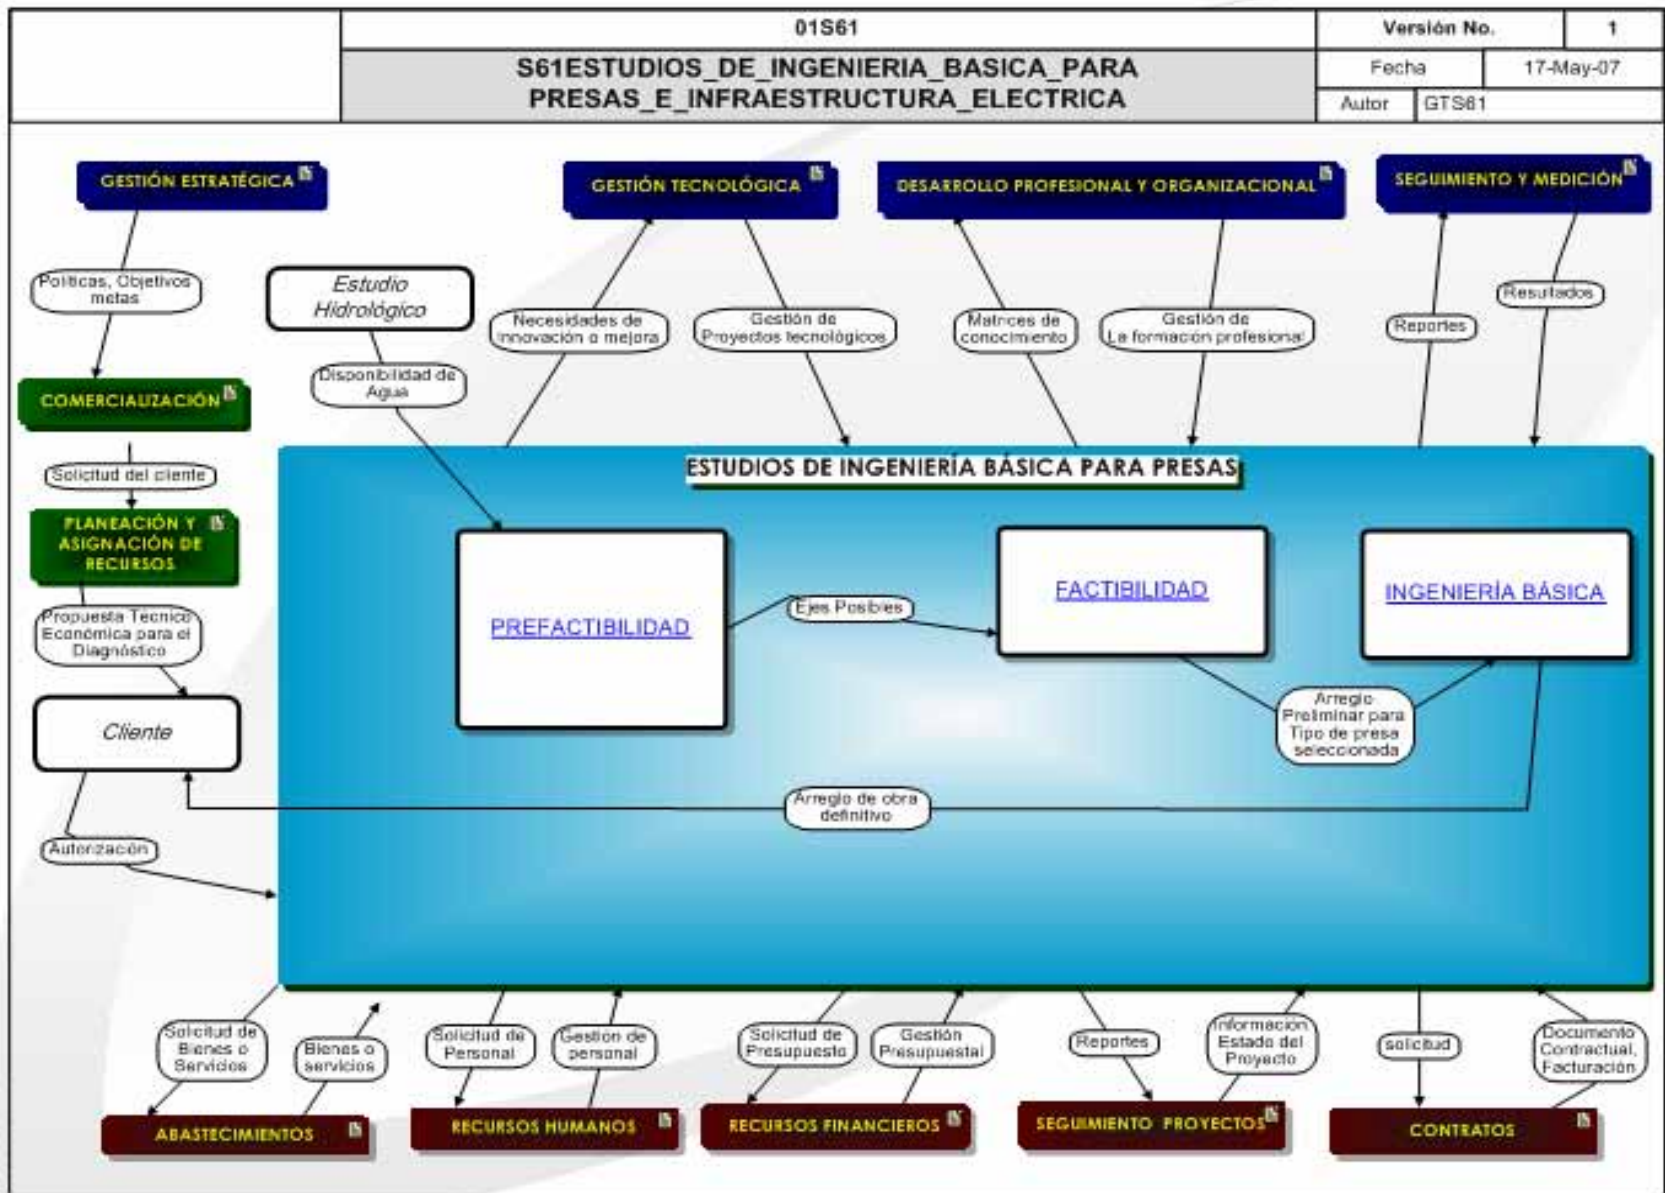 01S61
Versión No. 1
S61ESTUDIOS_DE_INGENIERIA_BASICA_PARA
PRESAS_E_INFRAESTRUCTURA_ELECTRICA
Fecha 17-May-07
Autor GTS61
GESTIÓN ESTRATÉGICA
GESTIÓN TECNOLÓGICA
DESARROLLO PROFESIONAL Y ORGANIZACIONAL
SEGUIMIENTO Y MEDICIÓN
Políticas, Objetivos
metas
Estudio
Hidrológico
Necesidades de
innovación o mejora
Gestión de
Proyectos tecnológicos
Matrices de
conocimiento
Gestión de
La formación profesional
Reportes
Resultados
Disponibilidad de
Agua
COMERCIALIZACIÓN
Solicitud del cliente
ESTUDIOS DE INGENIERÍA BÁSICA PARA PRESAS
PLANEACIÓN Y
ASIGNACIÓN DE
RECURSOS
PREFACTIBILIDAD
Ejes Posibles
FACTIBILIDAD
INGENIERÍA BÁSICA
Propuesta Tecnico
Económica para el
Diagnóstico
Cliente
Arreglo
Preliminar para
Tipo de presa
seleccionada
Arreglo de obra
definitivo
Autorización
Solicitud de
Bienes o
Servicios
Bienes o
servicios
Solicitud de
Personal
Gestion de
personal
Solicitud de
Presupuesto
Gestión
Presupuestal
Reportes
Información
Estado del
Proyecto
solicitud
Documento
Contractual,
Facturación
ABASTECIMIENTOS
RECURSOS HUMANOS
RECURSOS FINANCIEROS
SEGUIMIENTO PROYECTOS
CONTRATOS